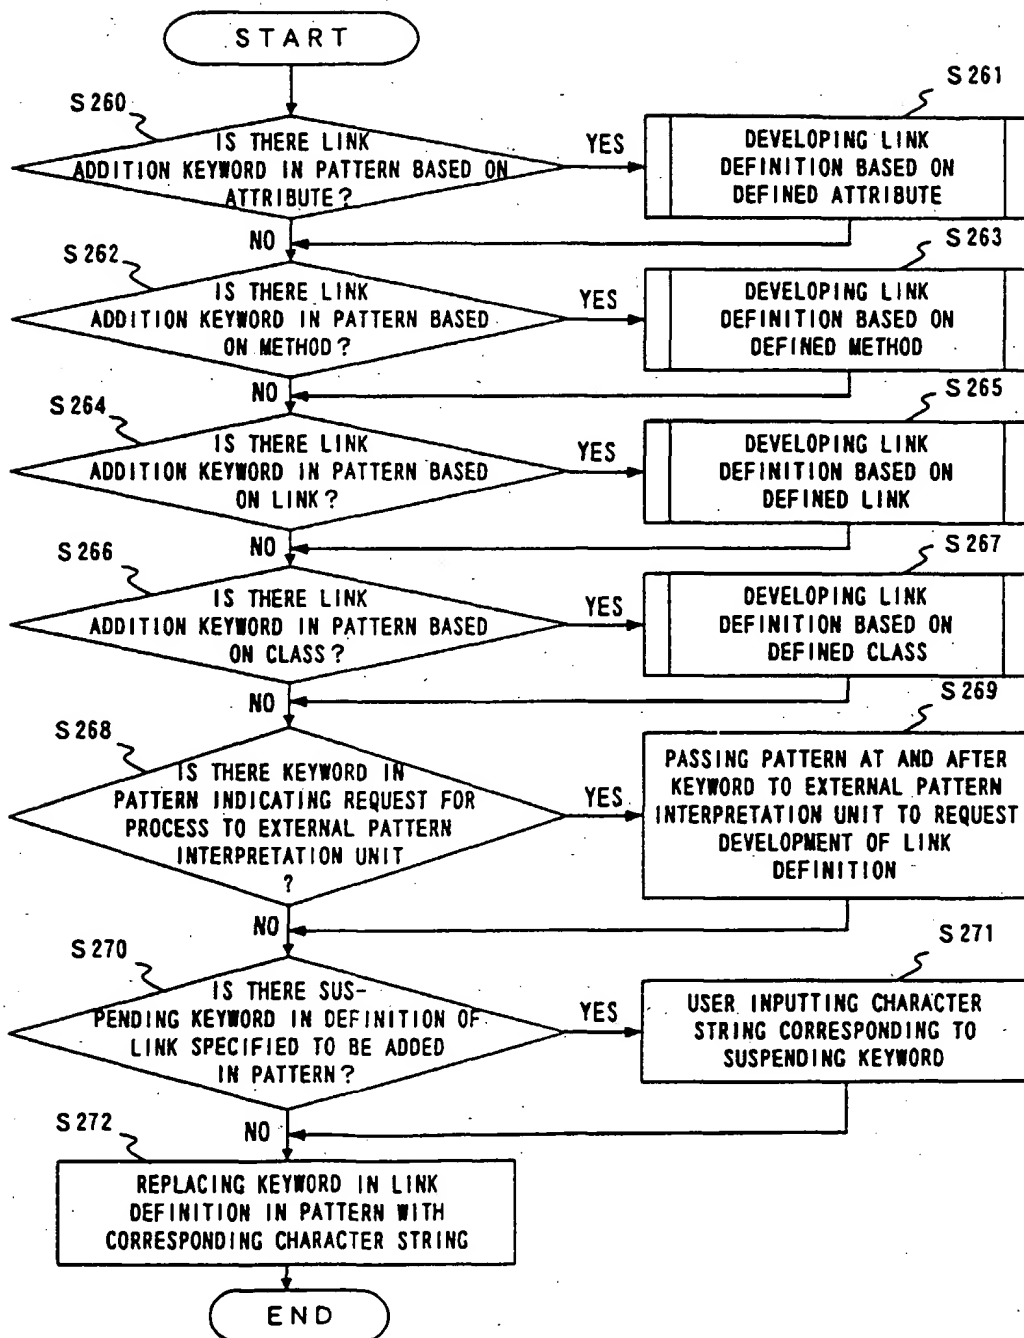 START
S260
IS THERE LINK
ADDITION KEYWORD IN PATTERN BASED ON
ATTRIBUTE?
YES
S261
DEVELOPING LINK
DEFINITION BASED ON
DEFINED ATTRIBUTE
NO
S262
IS THERE LINK
ADDITION KEYWORD IN PATTERN BASED
ON METHOD?
YES
S263
DEVELOPING LINK
DEFINITION BASED ON
DEFINED METHOD
NO
S264
IS THERE LINK
ADDITION KEYWORD IN PATTERN BASED
ON LINK?
YES
S265
DEVELOPING LINK
DEFINITION BASED ON
DEFINED LINK
NO
S266
IS THERE LINK
ADDITION KEYWORD IN PATTERN BASED
ON CLASS?
YES
S267
DEVELOPING LINK
DEFINITION BASED ON
DEFINED CLASS
NO
S268
IS THERE KEYWORD IN
PATTERN INDICATING REQUEST FOR
PROCESS TO EXTERNAL PATTERN
INTERPRETATION UNIT
?
YES
S269
PASSING PATTERN AT AND AFTER
KEYWORD TO EXTERNAL PATTERN
INTERPRETATION UNIT TO REQUEST
DEVELOPMENT OF LINK
DEFINITION
NO
S270
IS THERE SUS-
PENDING KEYWORD IN DEFINITION OF
LINK SPECIFIED TO BE ADDED
IN PATTERN?
YES
S271
USER INPUTTING CHARACTER
STRING CORRESPONDING TO
SUSPENDING KEYWORD
NO
S272
REPLACING KEYWORD IN LINK
DEFINITION IN PATTERN WITH
CORRESPONDING CHARACTER STRING
END